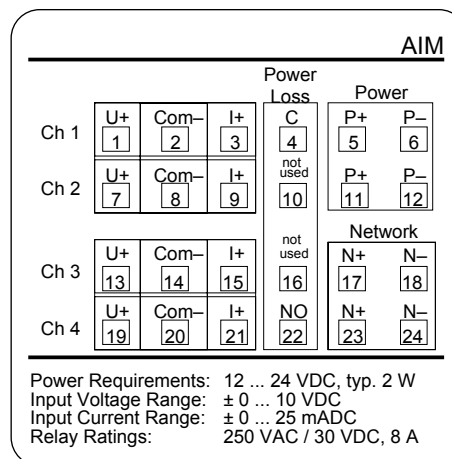 AIM
Power
Loss Power
Ch 1 U+ Com– I+ C P+ P–
1 2 3 4 5 6
Ch 2 U+ Com– I+ not used P+ P–
7 8 9 10 11 12
Network
Ch 3 U+ Com– I+ not used N+ N–
13 14 15 16 17 18
Ch 4 U+ Com– I+ NO N+ N–
19 20 21 22 23 24
Power Requirements: 12 ... 24 VDC, typ. 2 W
Input Voltage Range: ± 0 ... 10 VDC
Input Current Range: ± 0 ... 25 mADC
Relay Ratings: 250 VAC / 30 VDC, 8 A